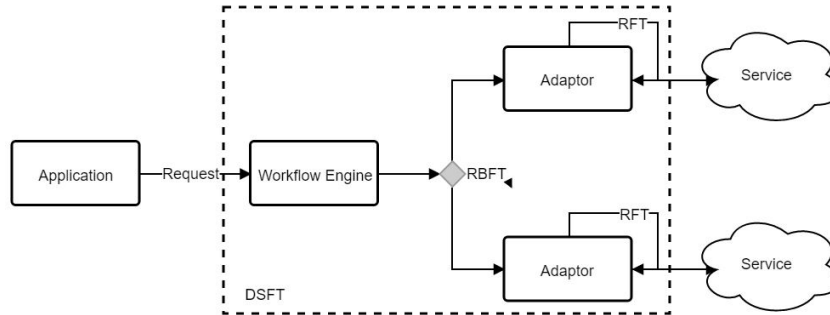 RFT
Adaptor
Service
Application
Request
Workflow Engine
RBFT
RFT
Adaptor
Service
DSFT